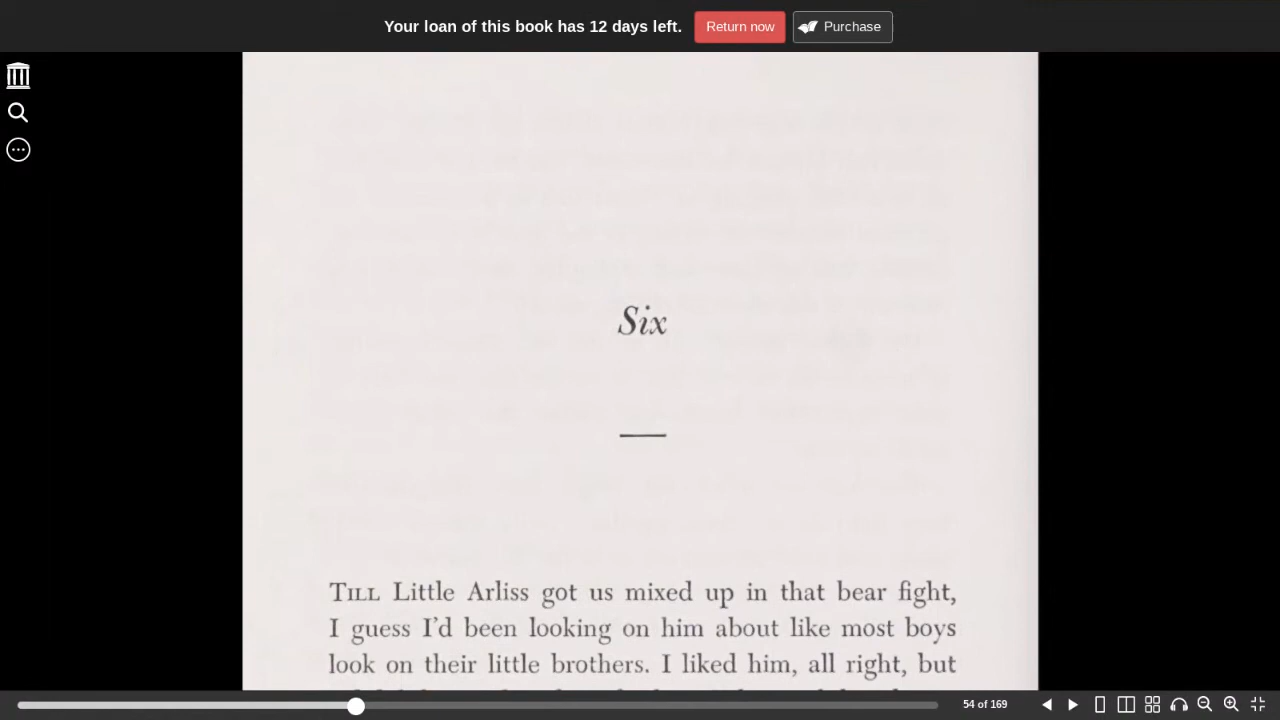 Your loan of this book has 12 days left. Return now Purchase
Six
TILL Little Arliss got us mixed up in that bear fight,
I guess I'd been looking on him about like most boys
look on their little brothers. I liked him, all right, but
54 of 169